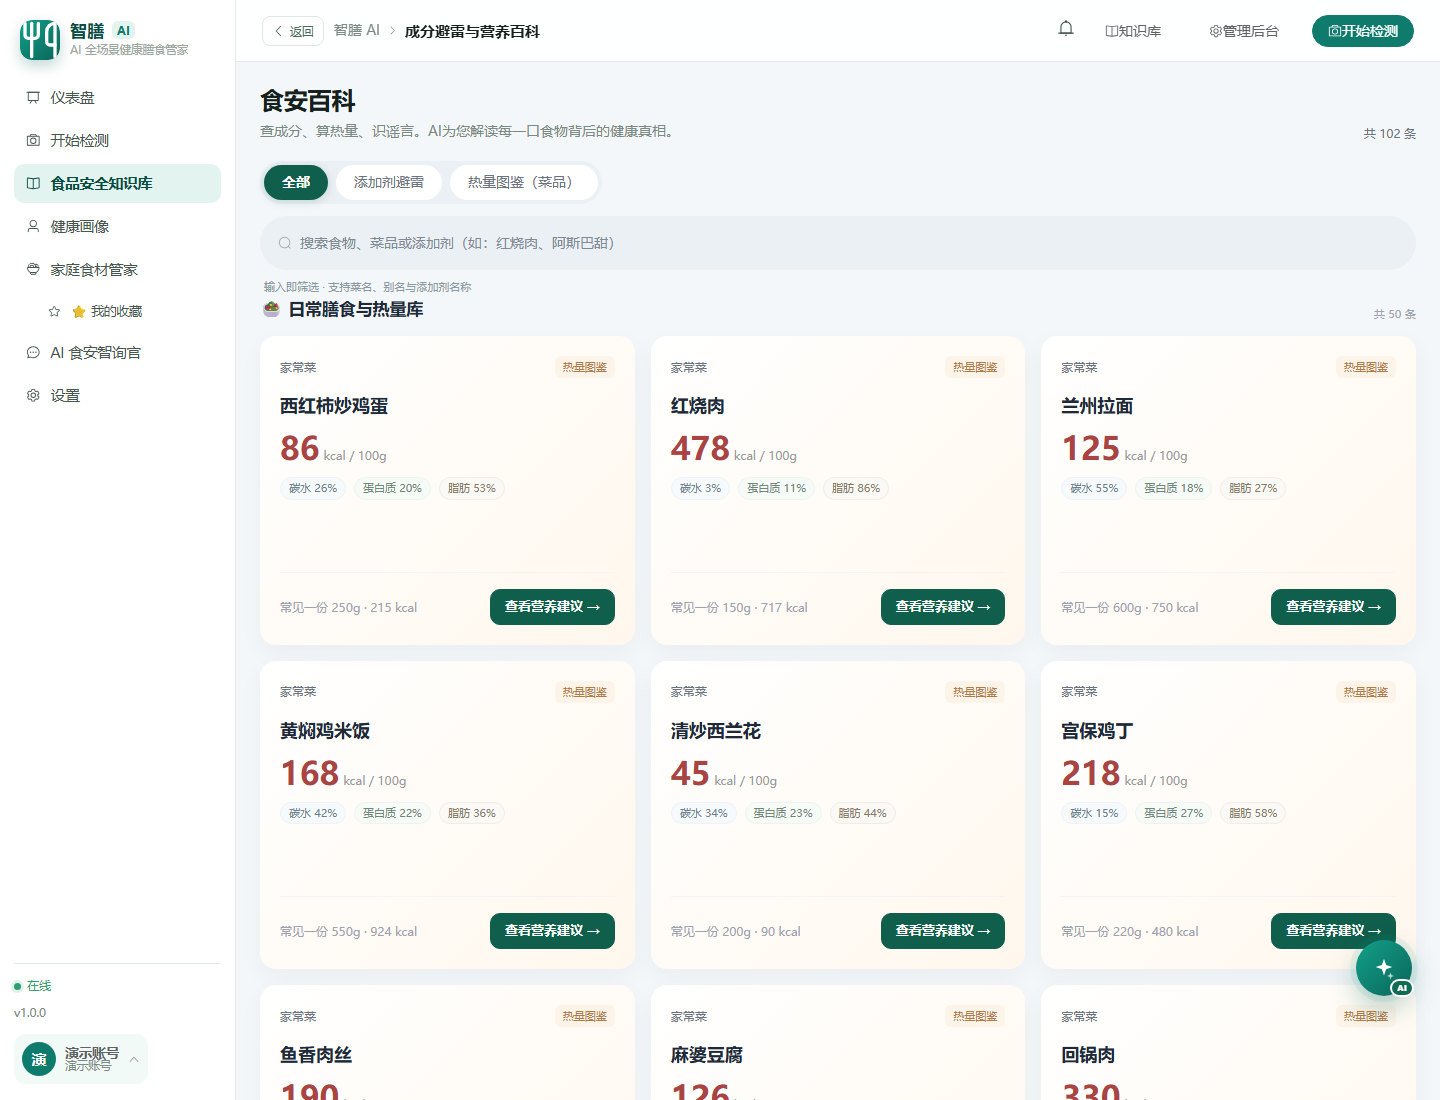 智膳 AI
AI 全场景健康膳食管家
仪表盘
开始检测
食品安全知识库
健康画像
家庭食材管家
我的收藏
AI 食安智询官
设置
在线
v1.0.0
演
演示账号
演示账号
返回
智膳 AI
成分避雷与营养百科
知识库
管理后台
开始检测
食安百科
查成分、算热量、识谣言。AI为您解读每一口食物背后的健康真相。
共 102 条
全部
添加剂避雷
热量图鉴（菜品）
搜索食物、菜品或添加剂（如：红烧肉、阿斯巴甜）
输入即筛选 · 支持菜名、别名与添加剂名称
日常膳食与热量库
共 50 条
家常菜
热量图鉴
西红柿炒鸡蛋
86 kcal / 100g
碳水 26% 蛋白质 20% 脂肪 53%
常见一份 250g · 215 kcal
查看营养建议 →
家常菜
热量图鉴
红烧肉
478 kcal / 100g
碳水 3% 蛋白质 11% 脂肪 86%
常见一份 150g · 717 kcal
查看营养建议 →
家常菜
热量图鉴
兰州拉面
125 kcal / 100g
碳水 55% 蛋白质 18% 脂肪 27%
常见一份 600g · 750 kcal
查看营养建议 →
家常菜
热量图鉴
黄焖鸡米饭
168 kcal / 100g
碳水 42% 蛋白质 22% 脂肪 36%
常见一份 550g · 924 kcal
查看营养建议 →
家常菜
热量图鉴
清炒西兰花
45 kcal / 100g
碳水 34% 蛋白质 23% 脂肪 44%
常见一份 200g · 90 kcal
查看营养建议 →
家常菜
热量图鉴
宫保鸡丁
218 kcal / 100g
碳水 15% 蛋白质 27% 脂肪 58%
常见一份 220g · 480 kcal
查看营养建议 →
AI
家常菜
热量图鉴
鱼香肉丝
190
家常菜
热量图鉴
麻婆豆腐
126
家常菜
热量图鉴
回锅肉
330